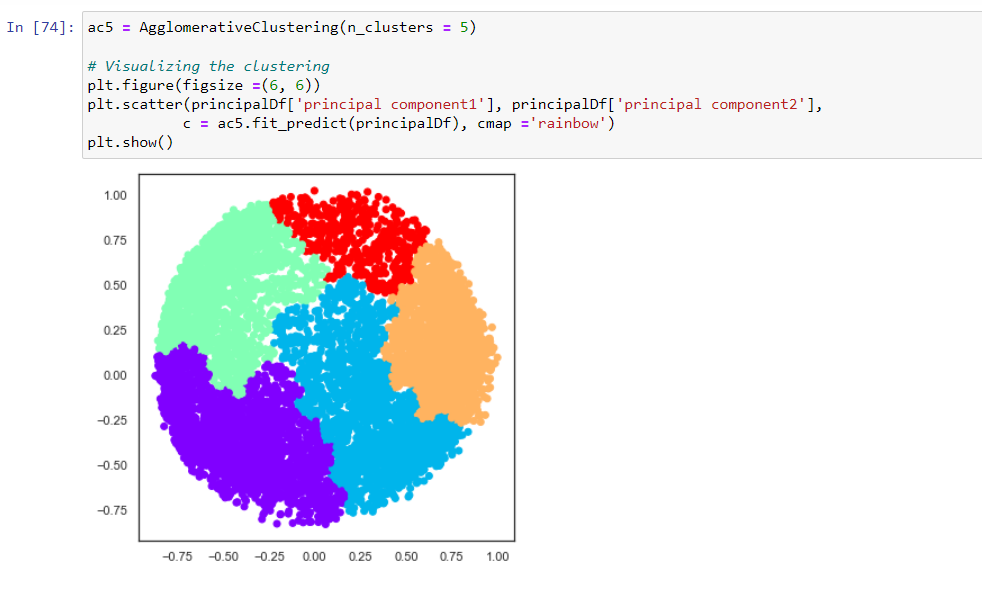 In [74]: ac5 = AgglomerativeClustering(n_clusters = 5)
# Visualizing the clustering
plt.figure(figsize =(6, 6))
plt.scatter(principalDf['principal component1'], principalDf['principal component2'],
c = ac5.fit_predict(principalDf), cmap ='rainbow')
plt.show()
1.00
0.75
0.50
0.25
0.00
−0.25
−0.50
−0.75
−0.75 −0.50 −0.25 0.00 0.25 0.50 0.75 1.00